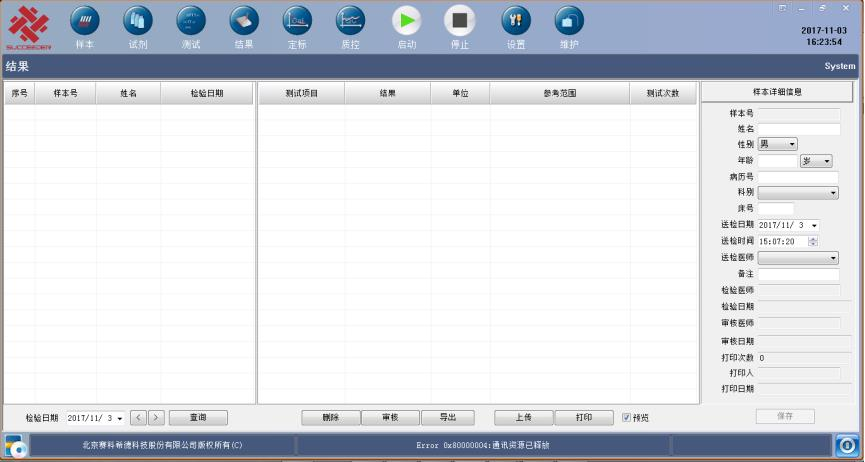 SUCCEEDER
样本 试剂 测试 结果 定标 质控 启动 停止 设置 维护
2017-11-03
16:23:54
结果 System
序号 样本号 姓名 检验日期 测试项目 结果 单位 参考范围 测试次数 样本详细信息
样本号
姓名
性别 男
年龄 岁
病历号
科别
床号
送检日期 2017/11/ 3
送检时间 15:07:20
送检医师
备注
检验医师
检验日期
审核医师
审核日期
打印次数 0
打印人
打印日期
检验日期 2017/11/ 3 < > 查询 删除 审核 导出 上传 打印 预览 保存
北京赛科希德科技股份有限公司版权所有(C) Error 0x80000004:通讯资源已释放